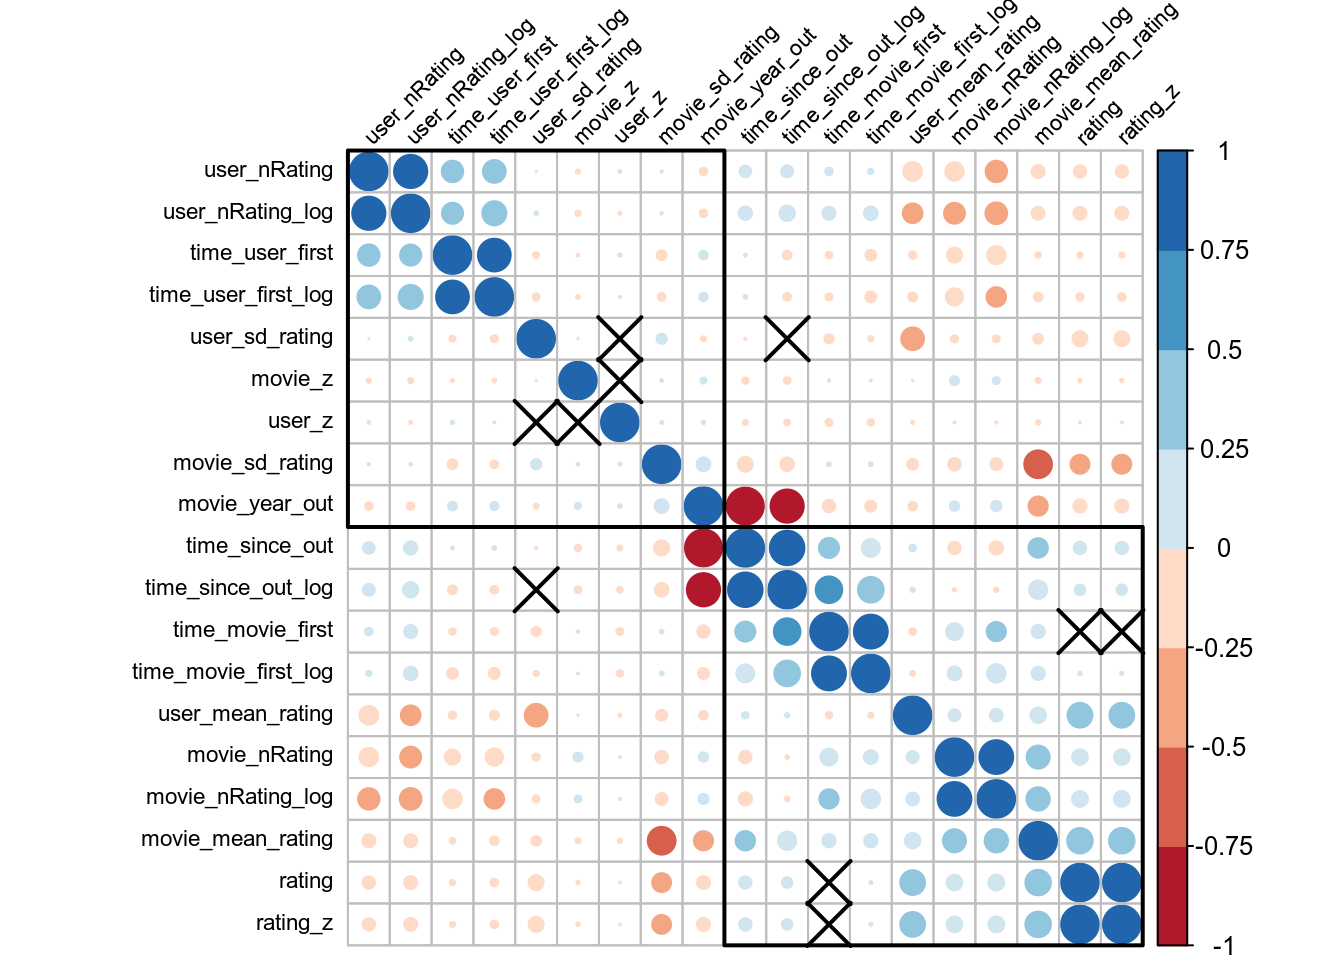 user_nRating
user_nRating_log
time_user_first
time_user_first_log
user_sd_rating
movie_z
user_z
movie_sd_rating
movie_year_out
time_since_out
time_since_out_log
time_movie_first
time_movie_first_log
user_mean_rating
movie_nRating
movie_nRating_log
movie_mean_rating
rating
rating_z
user_nRating
user_nRating_log
time_user_first
time_user_first_log
user_sd_rating
movie_z
user_z
movie_sd_rating
movie_year_out
time_since_out
time_since_out_log
time_movie_first
time_movie_first_log
user_mean_rating
movie_nRating
movie_nRating_log
movie_mean_rating
rating
rating_z
1
0.75
0.5
0.25
0
-0.25
-0.5
-0.75
-1